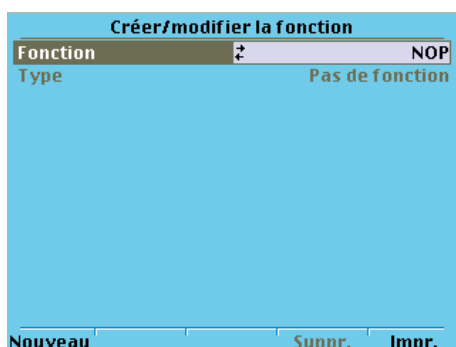 Créer/modifier la fonction
Fonction NOP
Type Pas de fonction
Nouveau Suppr. Impr.